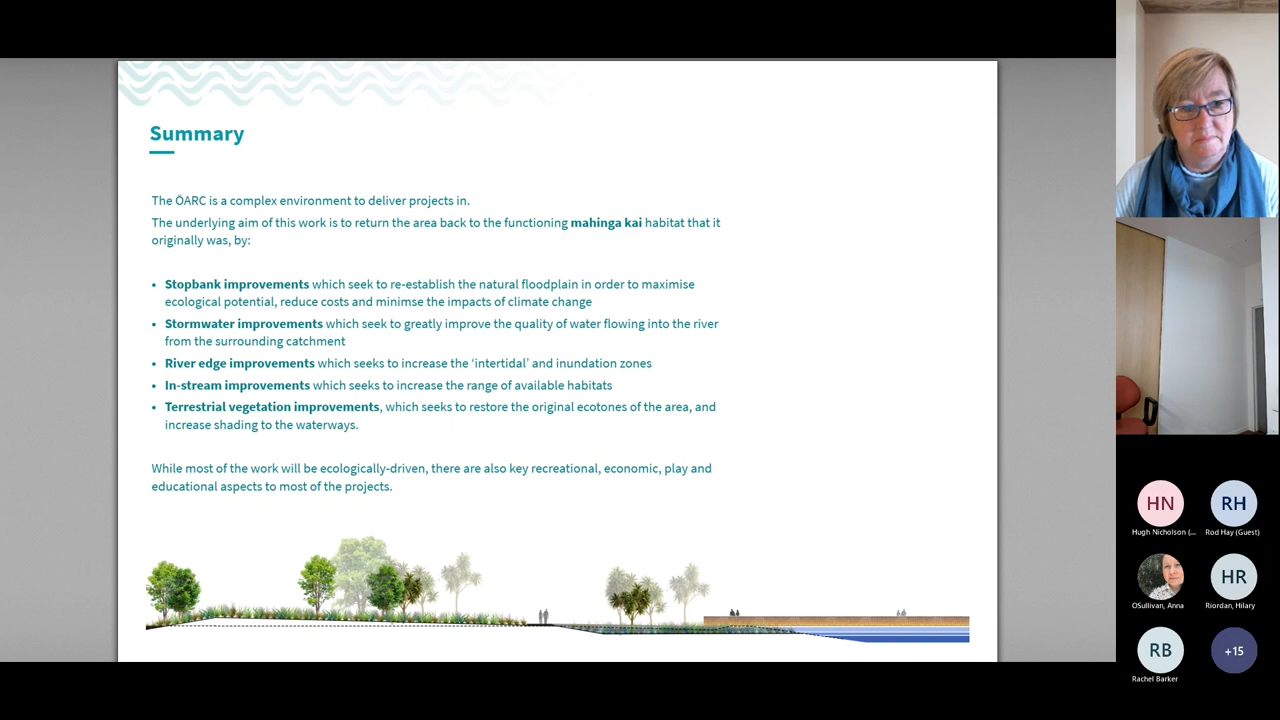 Summary
The ŌARC is a complex environment to deliver projects in.
The underlying aim of this work is to return the area back to the functioning mahinga kai habitat that it
originally was, by:
• Stopbank improvements which seek to re-establish the natural floodplain in order to maximise
ecological potential, reduce costs and minimse the impacts of climate change
• Stormwater improvements which seek to greatly improve the quality of water flowing into the river
from the surrounding catchment
• River edge improvements which seeks to increase the ‘intertidal’ and inundation zones
• In-stream improvements which seeks to increase the range of available habitats
• Terrestrial vegetation improvements, which seeks to restore the original ecotones of the area, and
increase shading to the waterways.
While most of the work will be ecologically-driven, there are also key recreational, economic, play and
educational aspects to most of the projects.
HN RH
Hugh Nicholson (... Rod Hay (Guest)
HR
OSullivan, Anna Riordan, Hilary
RB +15
Rachel Barker